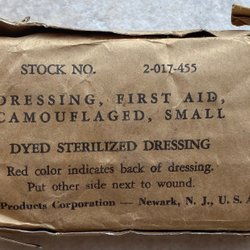 STOCK NO. 2-017-455
DRESSING, FIRST AID,
CAMOUFLAGED, SMALL
DYED STERILIZED DRESSING
Red color indicates back of dressing.
Put other side next to wound.
Products Corporation — Newark, N. J., U. S. A